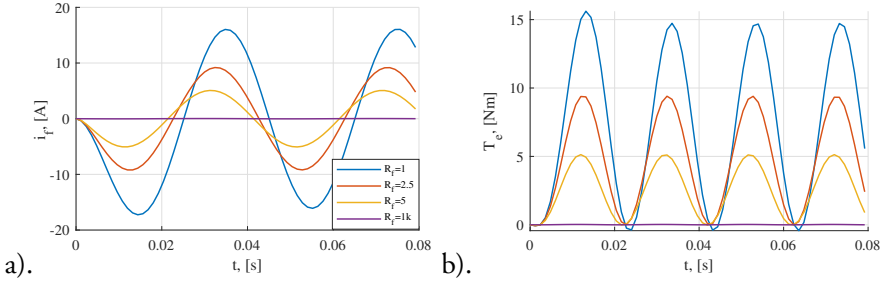 20
10
0
-10
-20
i_f, [A]
0
0.02
0.04
0.06
0.08
t, [s]
R_f=1
R_f=2.5
R_f=5
R_f=1k
a).
15
10
5
0
T_e, [Nm]
0
0.02
0.04
0.06
0.08
t, [s]
b).